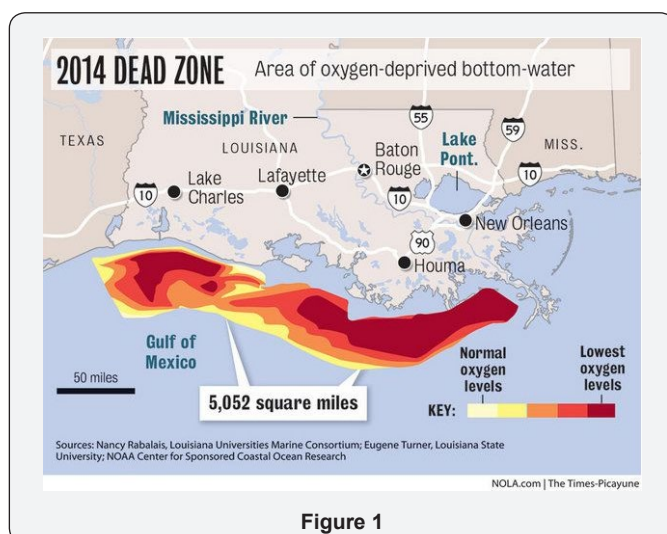 2014 DEAD ZONE
Area of oxygen-deprived bottom-water
Mississippi River
TEXAS
LOUISIANA
MISS.
55
59
Baton
Rouge
Lake
Pont.
Lake
Charles
Lafayette
10
10
10
New Orleans
90
Houma
Gulf of
Mexico
50 miles
5,052 square miles
Normal
oxygen
levels
Lowest
oxygen
levels
KEY:
Sources: Nancy Rabalais, Louisiana Universities Marine Consortium; Eugene Turner, Louisiana State
University; NOAA Center for Sponsored Coastal Ocean Research
NOLA.com | The Times-Picayune
Figure 1